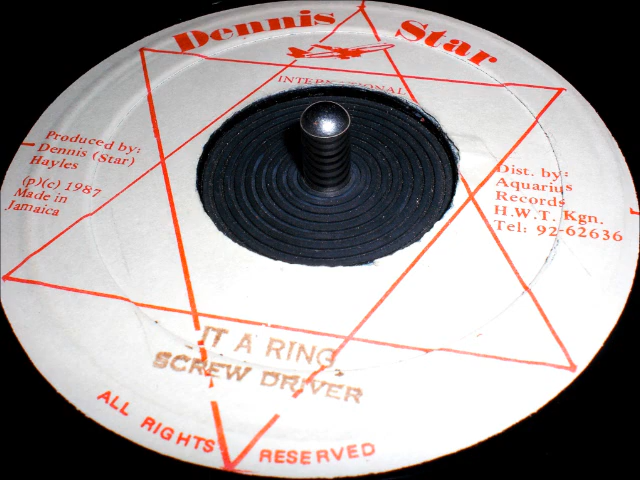 Dennis Star
INTERNATIONAL
Produced by:
Dennis (Star)
Hayles
(p)(c) 1987
Made in
Jamaica
Dist. by:
Aquarius
Records
H.W.T. Kgn.
Tel: 92-62636
IT A RING
SCREW DRIVER
ALL RIGHTS RESERVED